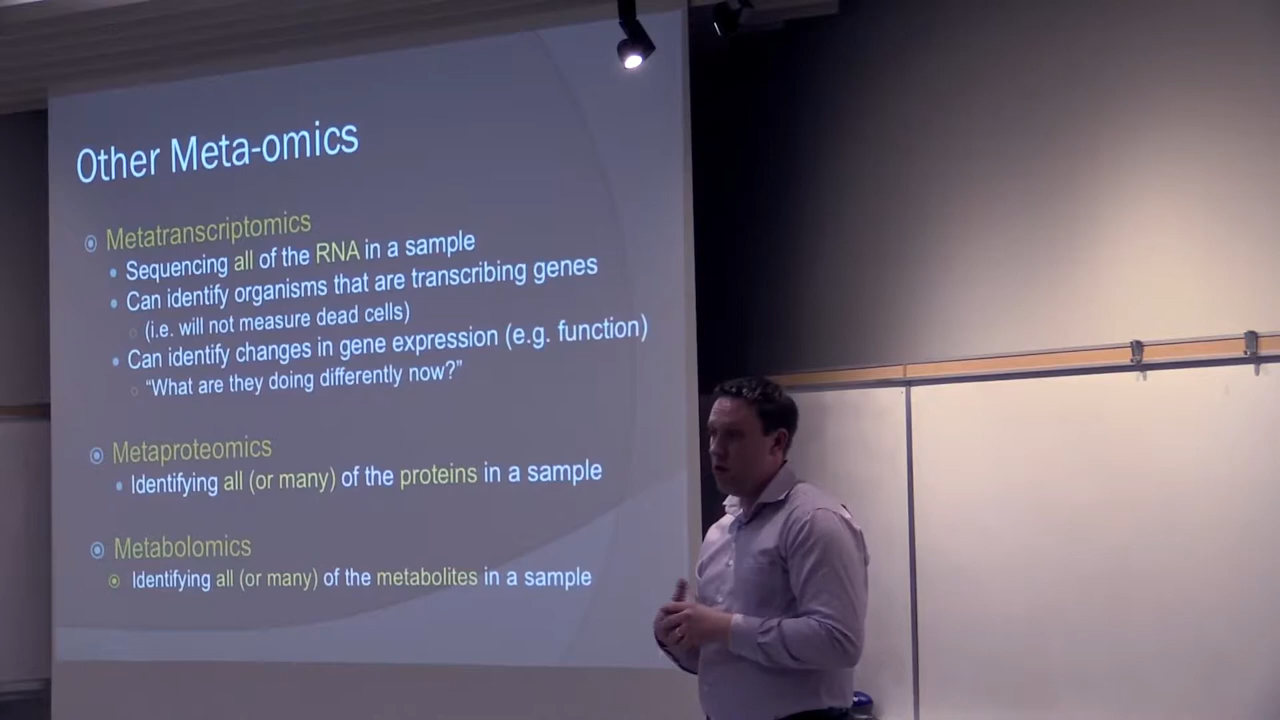 Other Meta-omics
Metatranscriptomics
Sequencing all of the RNA in a sample
Can identify organisms that are transcribing genes
(i.e. will not measure dead cells)
Can identify changes in gene expression (e.g. function)
“What are they doing differently now?”
Metaproteomics
Identifying all (or many) of the proteins in a sample
Metabolomics
Identifying all (or many) of the metabolites in a sample